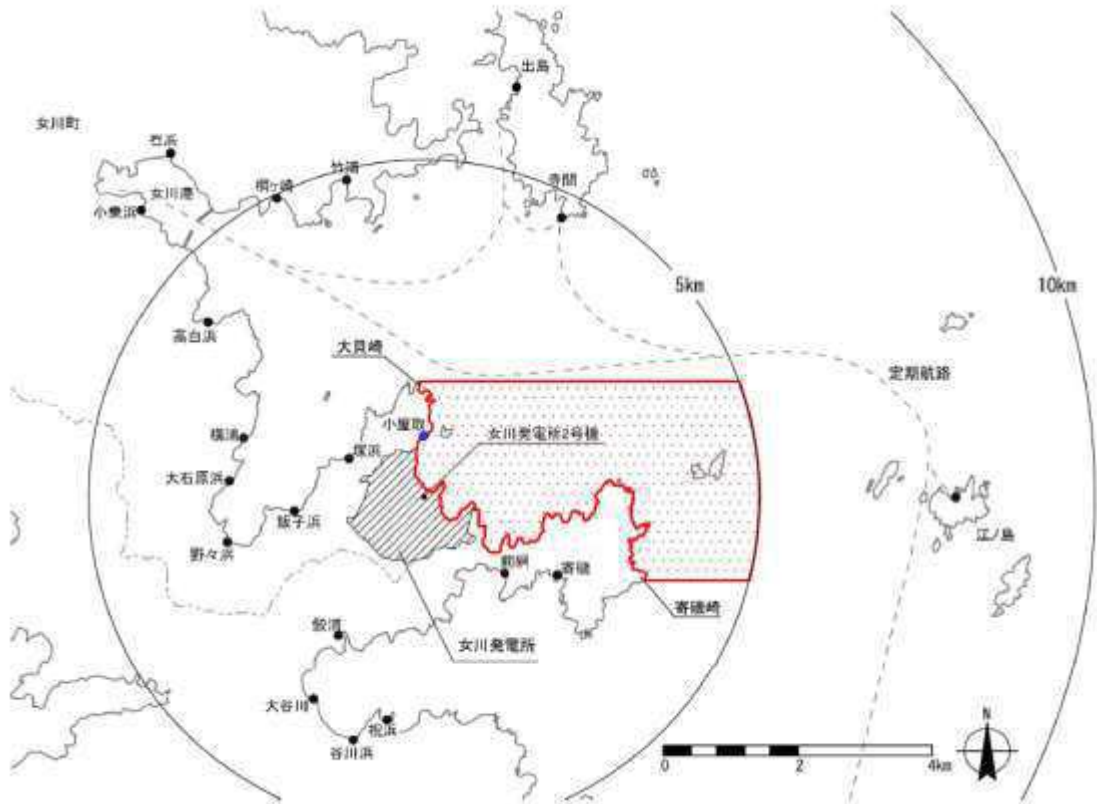 出島
女川町
石浜
竹浦
女川港
桐ヶ崎
寺間
小乗浜
5km
10km
高白浜
大貝崎
定期航路
小屋取
女川発電所2号機
横浦
塚浜
大石原浜
飯子浜
江ノ島
野々浜
前網
寄磯
寄磯崎
鮫浦
女川発電所
大谷川
祝浜
谷川浜
N
0
2
4km